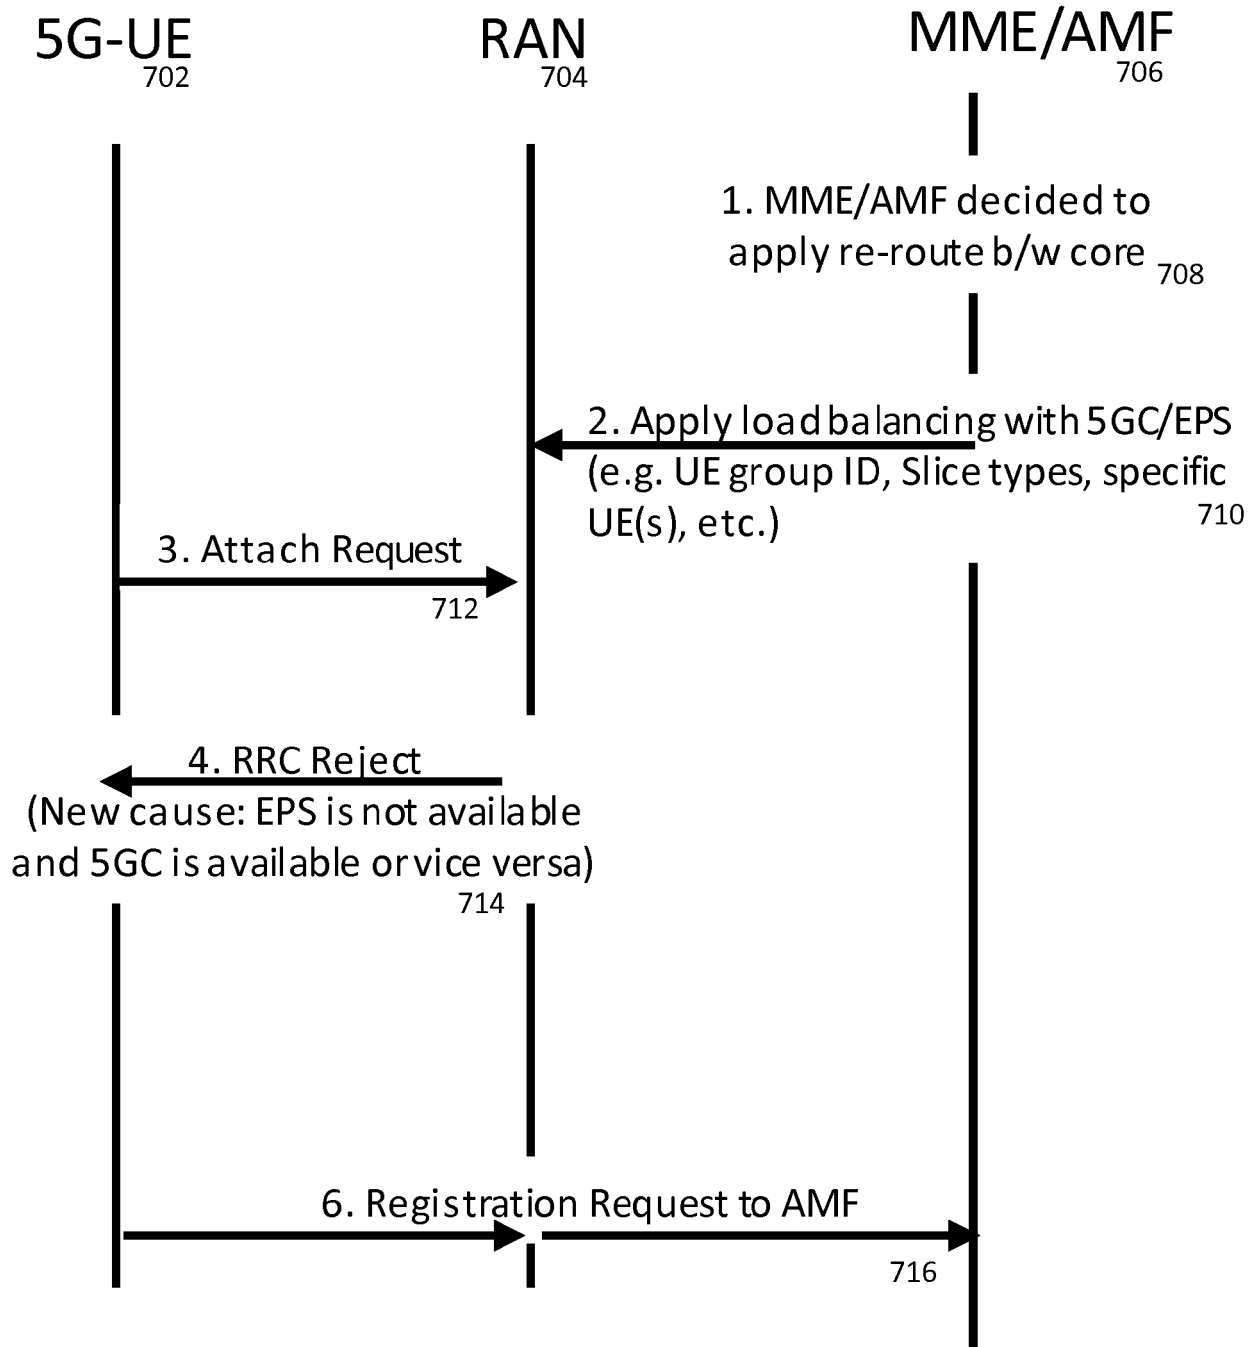 5G-UE
702
RAN
704
MME/AMF
706
1. MME/AMF decided to
apply re-route b/w core
708
2. Apply load balancing with 5GC/EPS
(e.g. UE group ID, Slice types, specific
UE(s), etc.)
710
3. Attach Request
712
4. RRC Reject
(New cause: EPS is not available
and 5GC is available or vice versa)
714
6. Registration Request to AMF
716